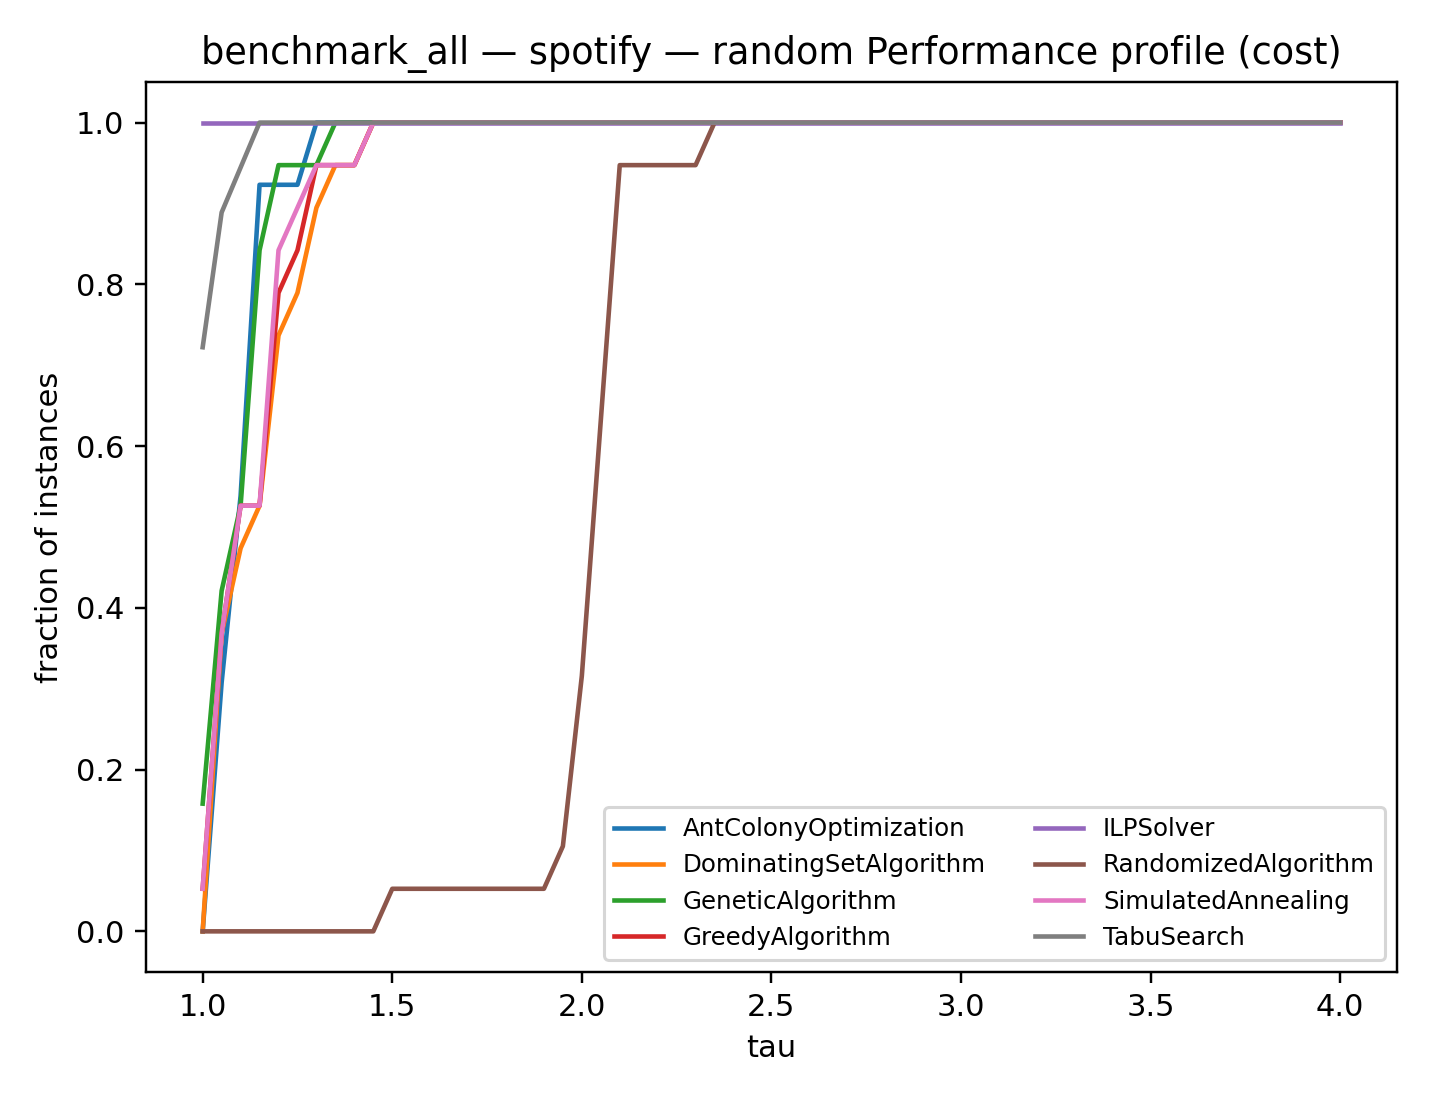 benchmark_all — spotify — random Performance profile (cost)
fraction of instances
1.0
0.8
0.6
0.4
0.2
0.0
AntColonyOptimization
DominatingSetAlgorithm
GeneticAlgorithm
GreedyAlgorithm
ILPSolver
RandomizedAlgorithm
SimulatedAnnealing
TabuSearch
1.0 1.5 2.0 2.5 3.0 3.5 4.0
tau